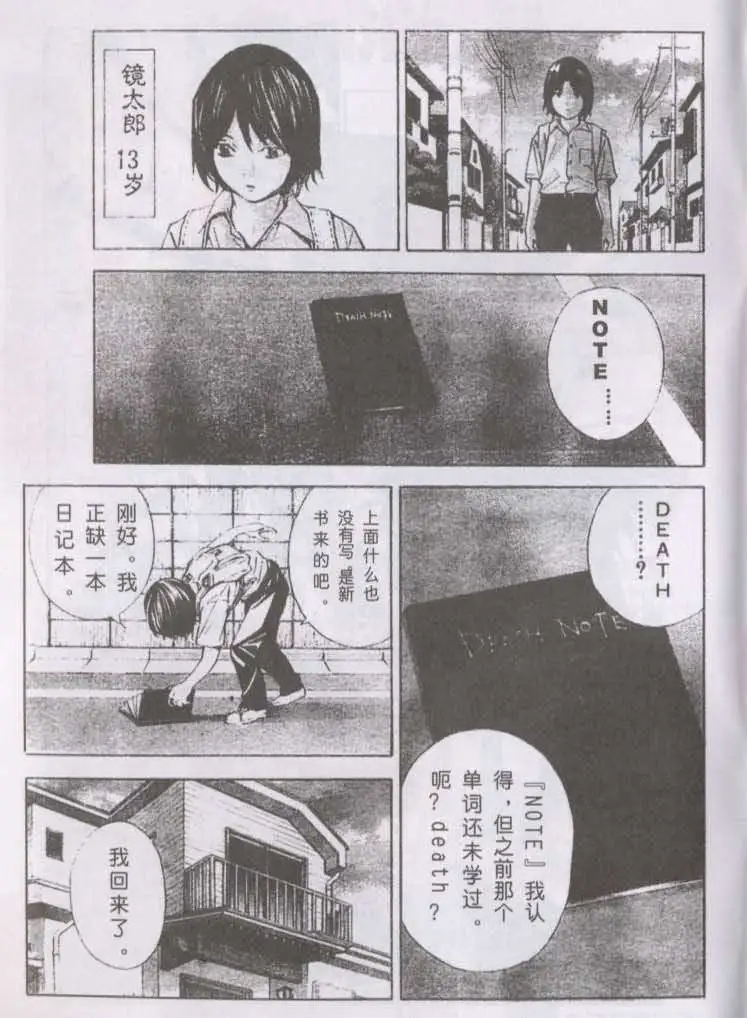 镜太郎 13岁
NOTE……
DEATH NOTE
DEATH
………?
DEATH NOTE
『NOTE』我认
得，但之前那个
单词还未学过。
呃？death？
上面什么也
没有写 是新
书来的吧。
刚好。我
正缺一本
日记本。
我回来了。